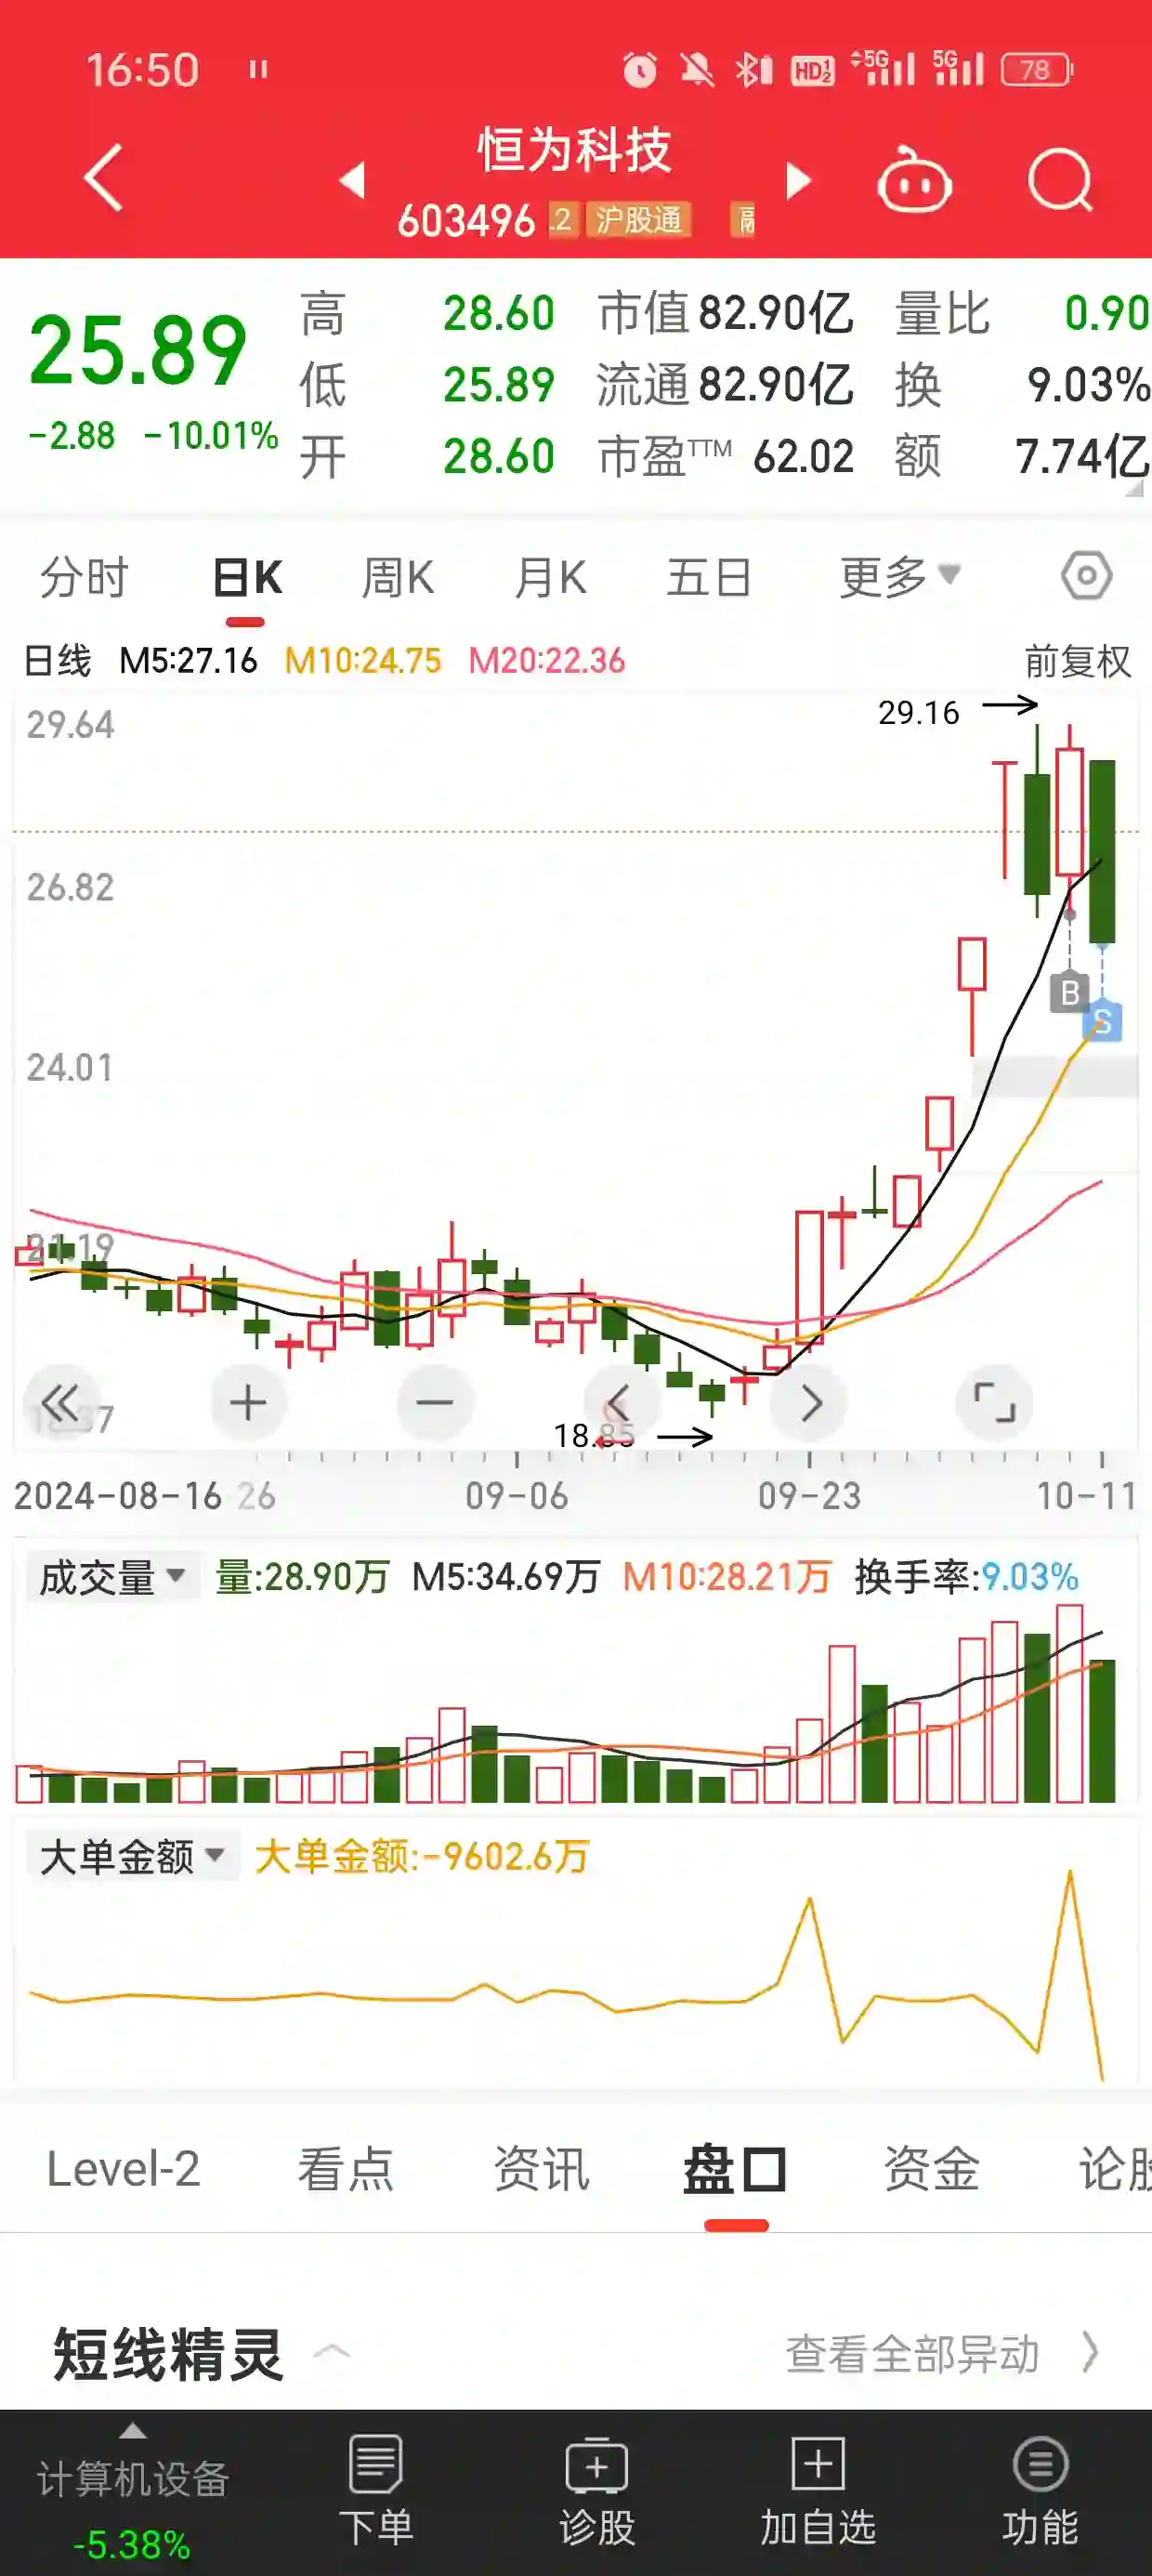 16:50 HD 1 2 5G 5G 78
恒为科技
603496 .2 沪股通
25.89
-2.88 -10.01%
高 28.60 市值 82.90亿 量比 0.90
低 25.89 流通 82.90亿 换 9.03%
开 28.60 市盈TTM 62.02 额 7.74亿
分时 日K 周K 月K 五日 更多
日线 M5:27.16 M10:24.75 M20:22.36 前复权
29.16
29.64
26.82
B
S
24.01
21.19
18.85
2024-08-16 26 09-06 09-23 10-11
成交量 量:28.90万 M5:34.69万 M10:28.21万 换手率:9.03%
大单金额 大单金额:-9602.6万
Level-2 看点 资讯 盘口 资金
短线精灵 查看全部异动
计算机设备
-5.38%
下单 诊股 加自选 功能